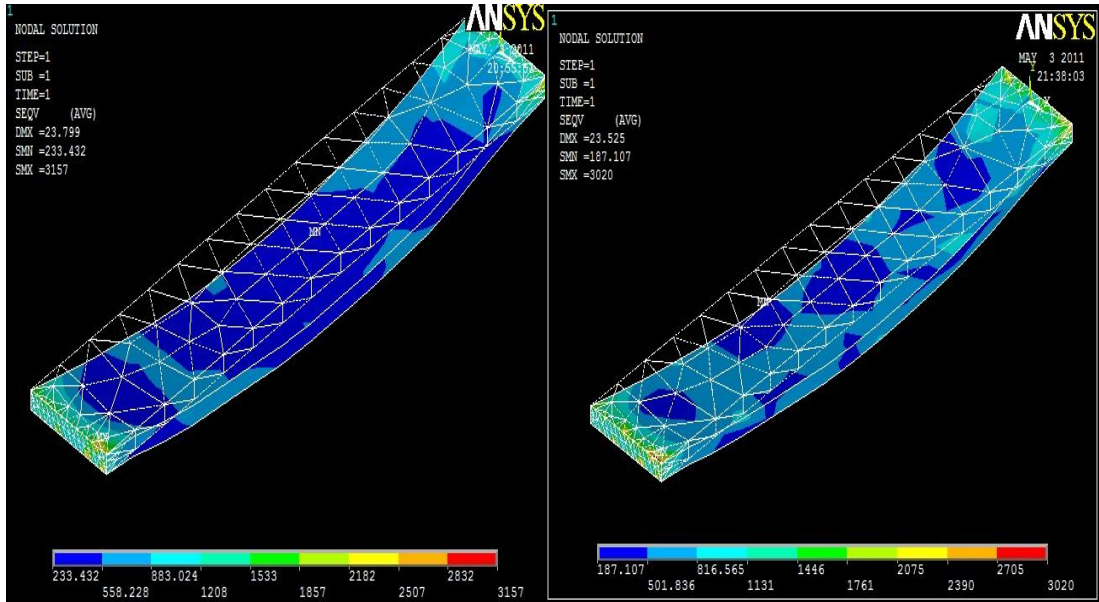 1
ANSYS
NODAL SOLUTION
MAY 3 2011
STEP=1
SUB =1
TIME=1
SEQV (AVG)
DMX =23.799
SMN =233.432
SMX =3157
MN
233.432 883.024 1533 2182 2832
558.228 1208 1857 2507 3157
1
ANSYS
NODAL SOLUTION
MAY 3 2011
21:38:03
STEP=1
SUB =1
TIME=1
SEQV (AVG)
DMX =23.525
SMN =187.107
SMX =3020
Y
X
MN
187.107 816.565 1446 2075 2705
501.836 1131 1761 2390 3020